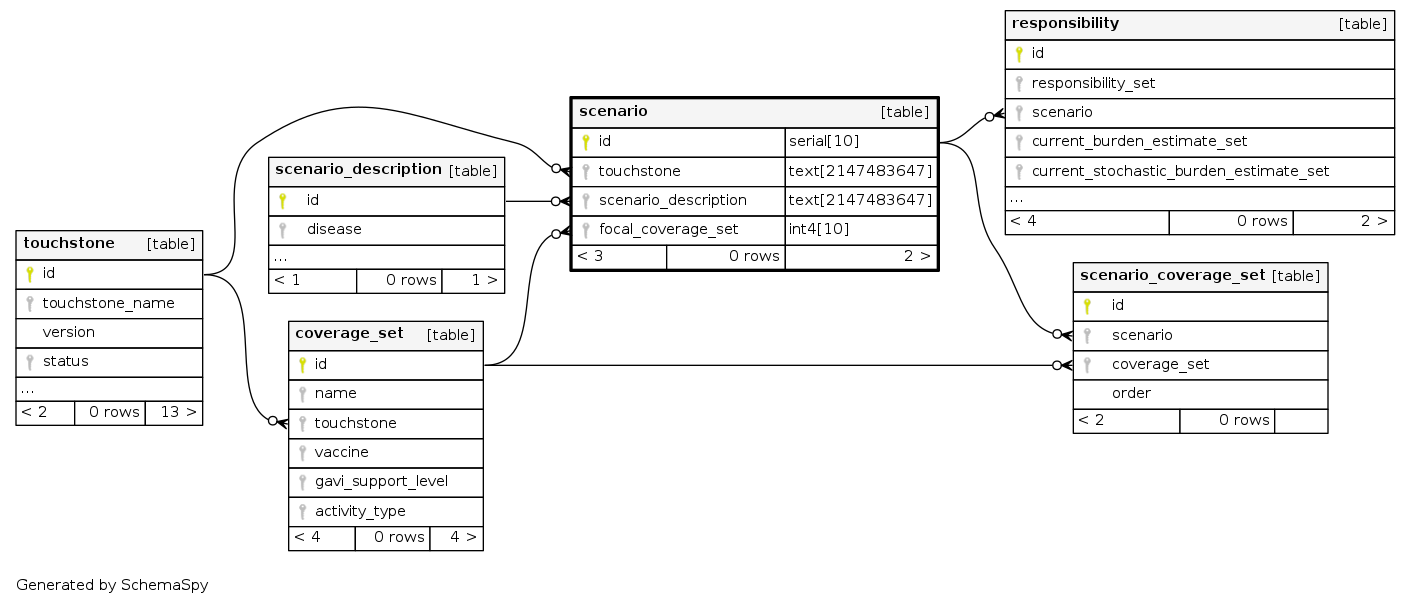 responsibility [table]
id
responsibility_set
scenario
current_burden_estimate_set
current_stochastic_burden_estimate_set
...
< 4 0 rows 2 >
scenario [table]
id serial[10]
touchstone text[2147483647]
scenario_description text[2147483647]
focal_coverage_set int4[10]
< 3 0 rows 2 >
scenario_description [table]
id
disease
...
< 1 0 rows 1 >
touchstone [table]
id
touchstone_name
version
status
...
< 2 0 rows 13 >
scenario_coverage_set [table]
id
scenario
coverage_set
order
< 2 0 rows
coverage_set [table]
id
name
touchstone
vaccine
gavi_support_level
activity_type
< 4 0 rows 4 >
Generated by SchemaSpy